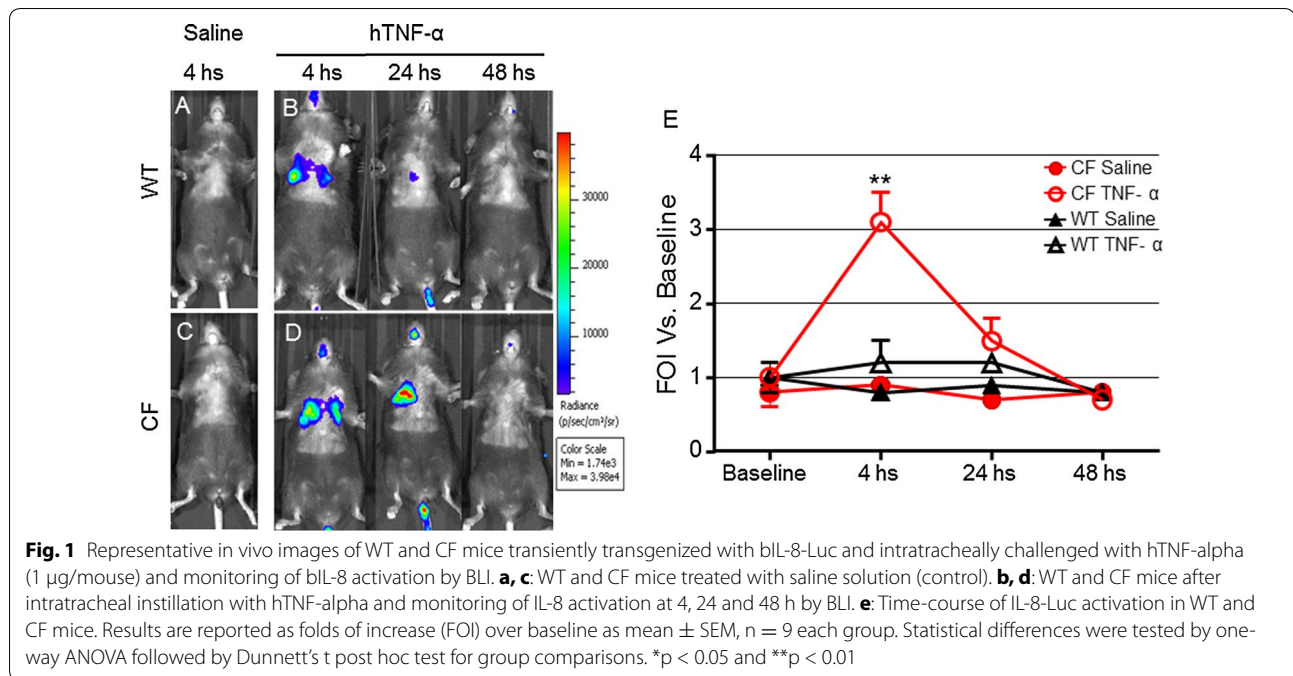 Saline hTNF-α
4 hs 4 hs 24 hs 48 hs
A B
WT
C D
CF
30000
20000
10000
Radiance
(p/sec/cm²/sr)
Color Scale
Min = 1.74e3
Max = 3.98e4
E
FOI Vs. Baseline
4
3
2
1
0
**
CF Saline
CF TNF- α
WT Saline
WT TNF- α
Baseline 4 hs 24 hs 48 hs
Fig. 1 Representative in vivo images of WT and CF mice transiently transgenized with bIL-8-Luc and intratracheally challenged with hTNF-alpha
(1 µg/mouse) and monitoring of bIL-8 activation by BLI. a, c: WT and CF mice treated with saline solution (control). b, d: WT and CF mice after
intratracheal instillation with hTNF-alpha and monitoring of IL-8 activation at 4, 24 and 48 h by BLI. e: Time-course of IL-8-Luc activation in WT and
CF mice. Results are reported as folds of increase (FOI) over baseline as mean ± SEM, n = 9 each group. Statistical differences were tested by one-
way ANOVA followed by Dunnett's t post hoc test for group comparisons. *p < 0.05 and **p < 0.01